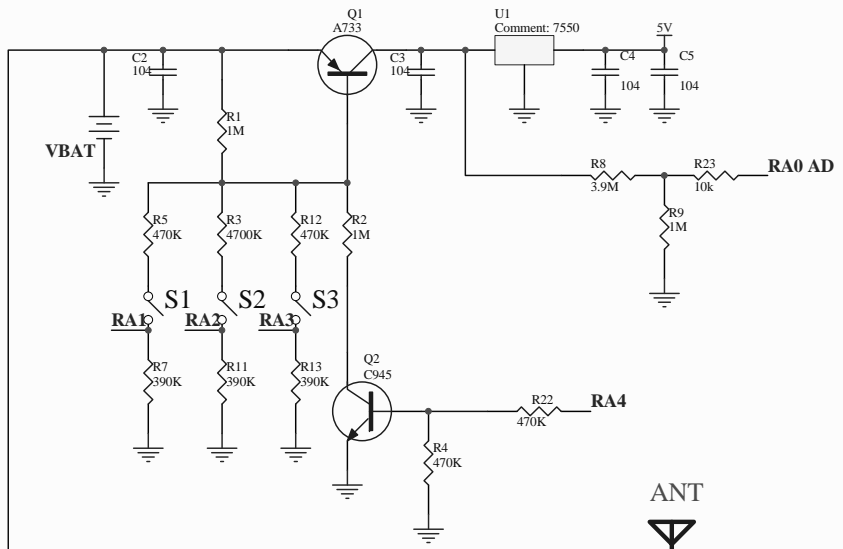 Q1
A733
U1
Comment: 7550
5V
C2
104
C3
104
C4
104
C5
104
R1
1M
VBAT
R8
3.9M
R23
10k
RA0 AD
R9
1M
R5
470K
R3
4700K
R12
470K
R2
1M
S1
S2
S3
RA1
RA2
RA3
R7
390K
R11
390K
R13
390K
Q2
C945
R22
470K
RA4
R4
470K
ANT